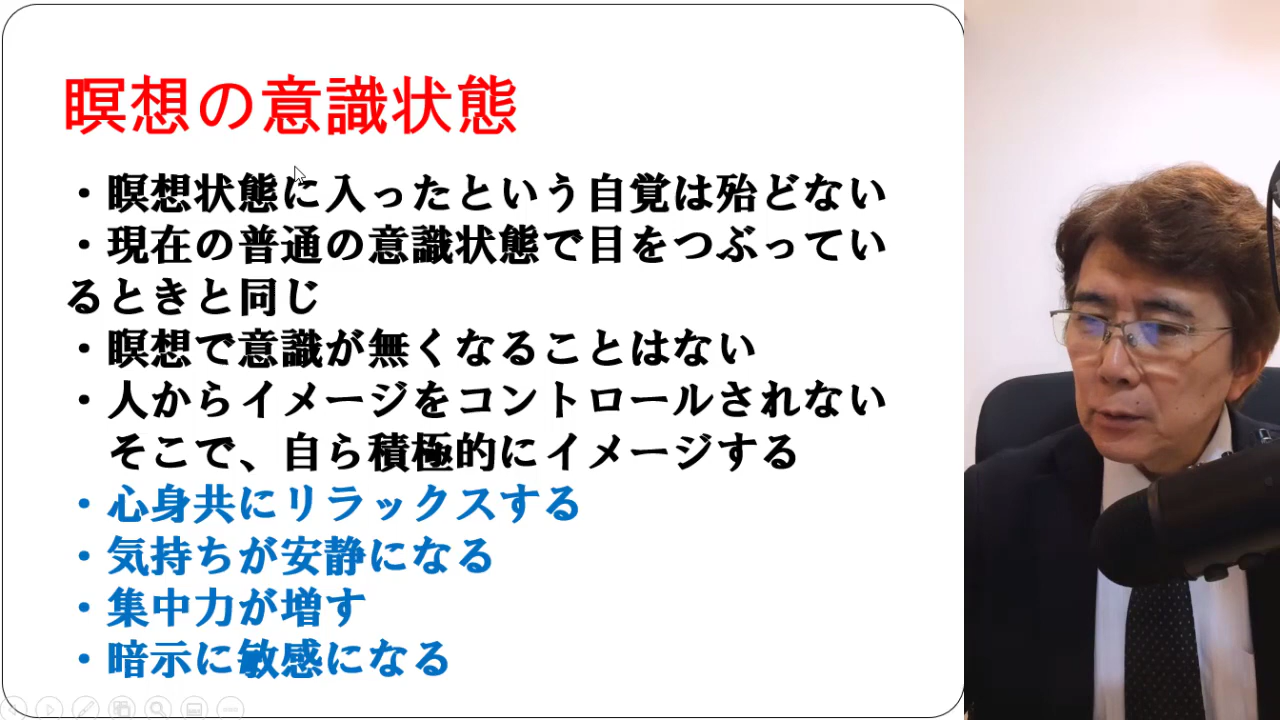 瞑想の意識状態
・瞑想状態に入ったという自覚は殆どない
・現在の普通の意識状態で目をつぶってい
るときと同じ
・瞑想で意識が無くなることはない
・人からイメージをコントロールされない
そこで、自ら積極的にイメージする
・心身共にリラックスする
・気持ちが安静になる
・集中力が増す
・暗示に敏感になる